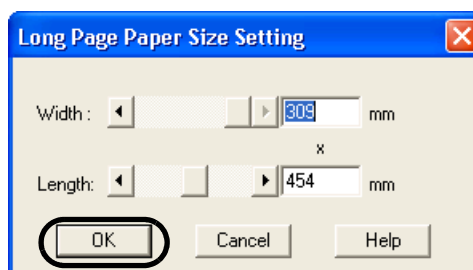 Long Page Paper Size Setting
Width : 309 mm
x
Length: 454 mm
OK Cancel Help